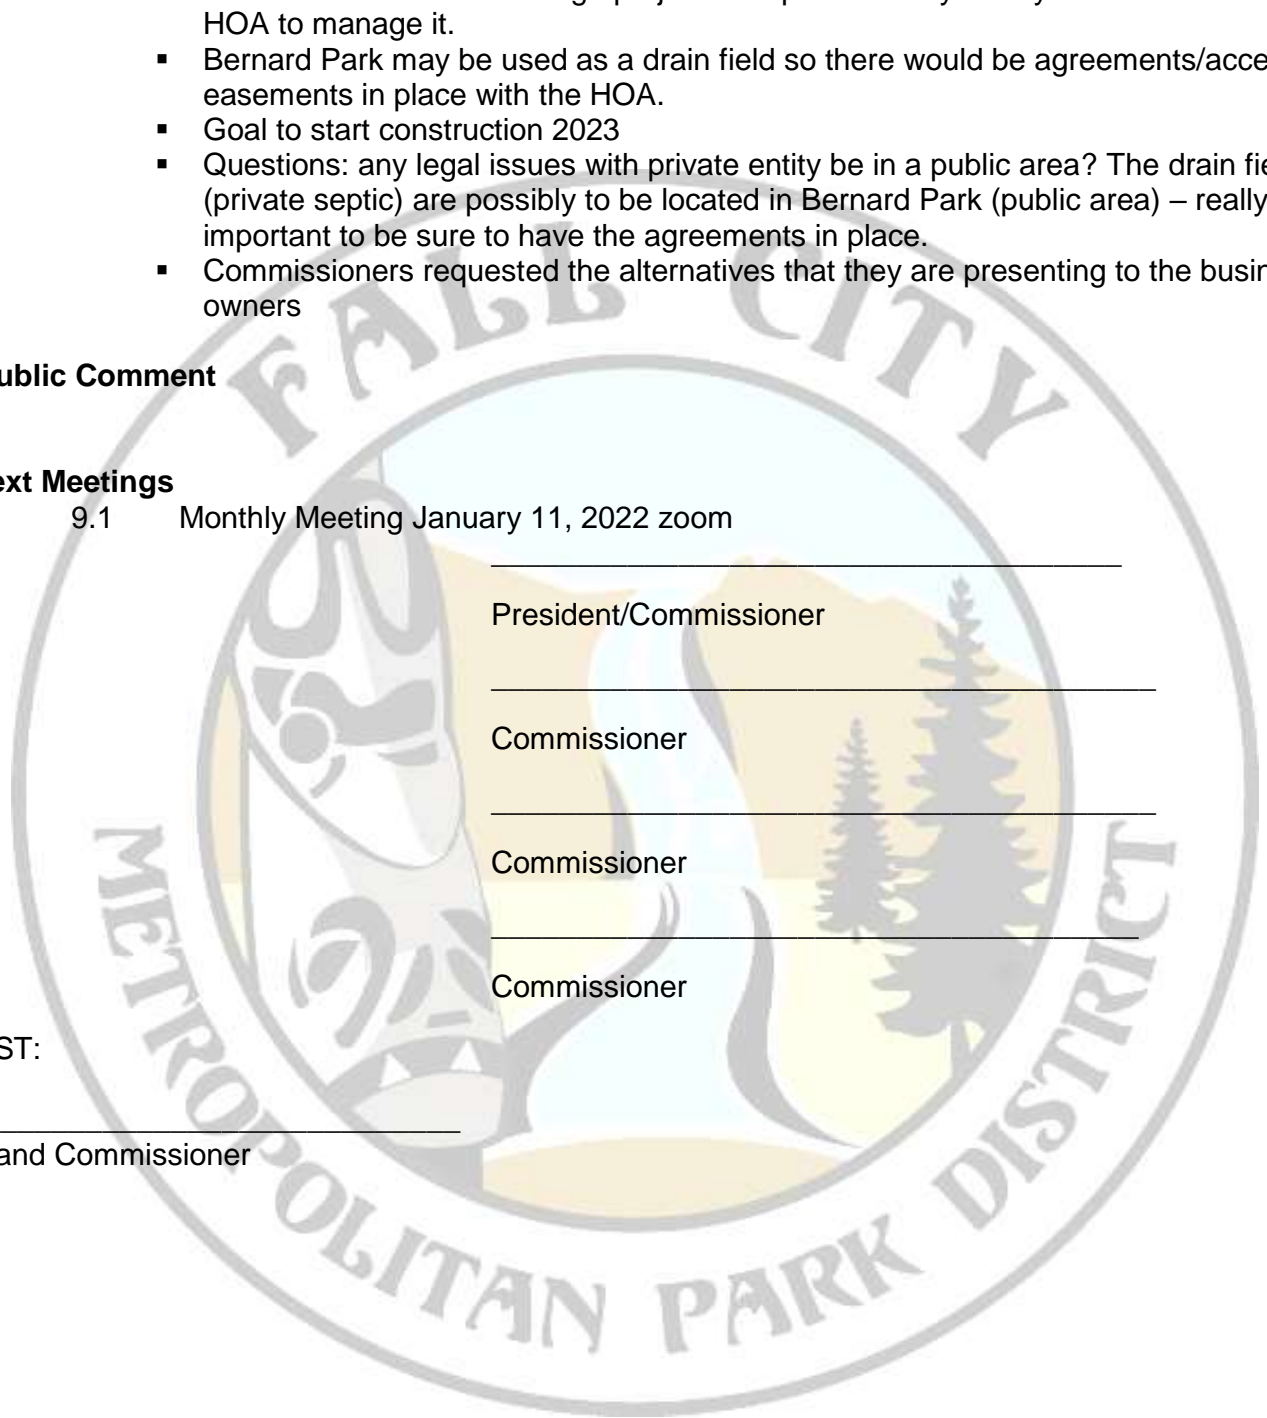 HOA to manage it.
▪ Bernard Park may be used as a drain field so there would be agreements/acce
easements in place with the HOA.
▪ Goal to start construction 2023
▪ Questions: any legal issues with private entity be in a public area? The drain fie
(private septic) are possibly to be located in Bernard Park (public area) – really
important to be sure to have the agreements in place.
▪ Commissioners requested the alternatives that they are presenting to the busin
owners
FALL CITY
ublic Comment
ext Meetings
9.1 Monthly Meeting January 11, 2022 zoom
President/Commissioner
Commissioner
Commissioner
Commissioner
ST:
and Commissioner
METROPOLITAN PARK DISTRICT